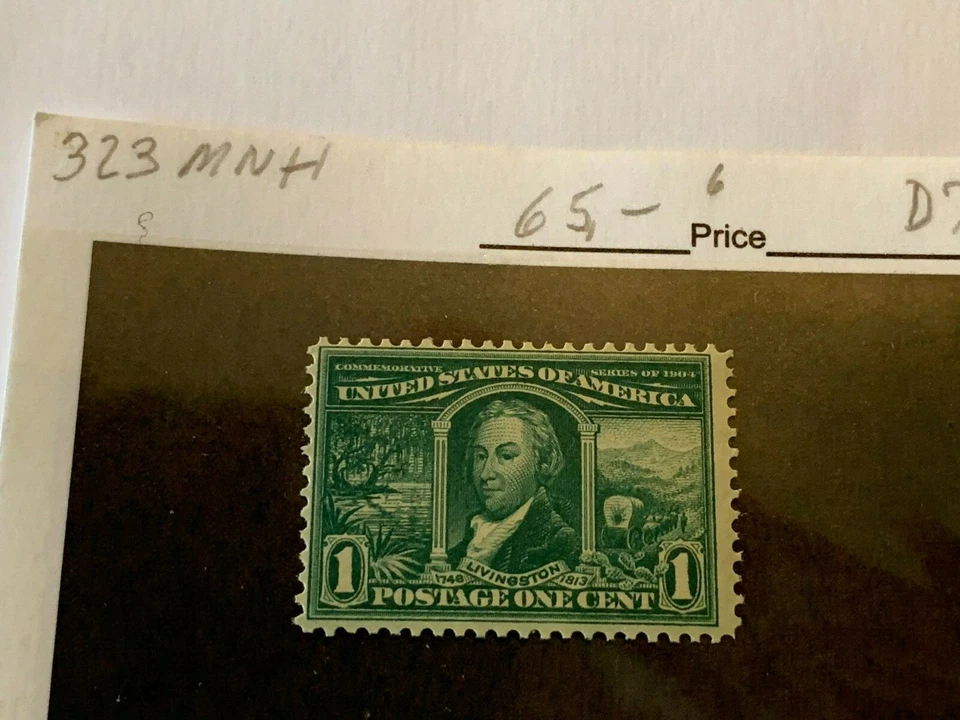 323 MNH
65,- 6 D7
Price
COMMEMORATIVE SERIES OF 1904
UNITED STATES OF AMERICA
1 1746 LIVINGSTON 1813 1
POSTAGE ONE CENT